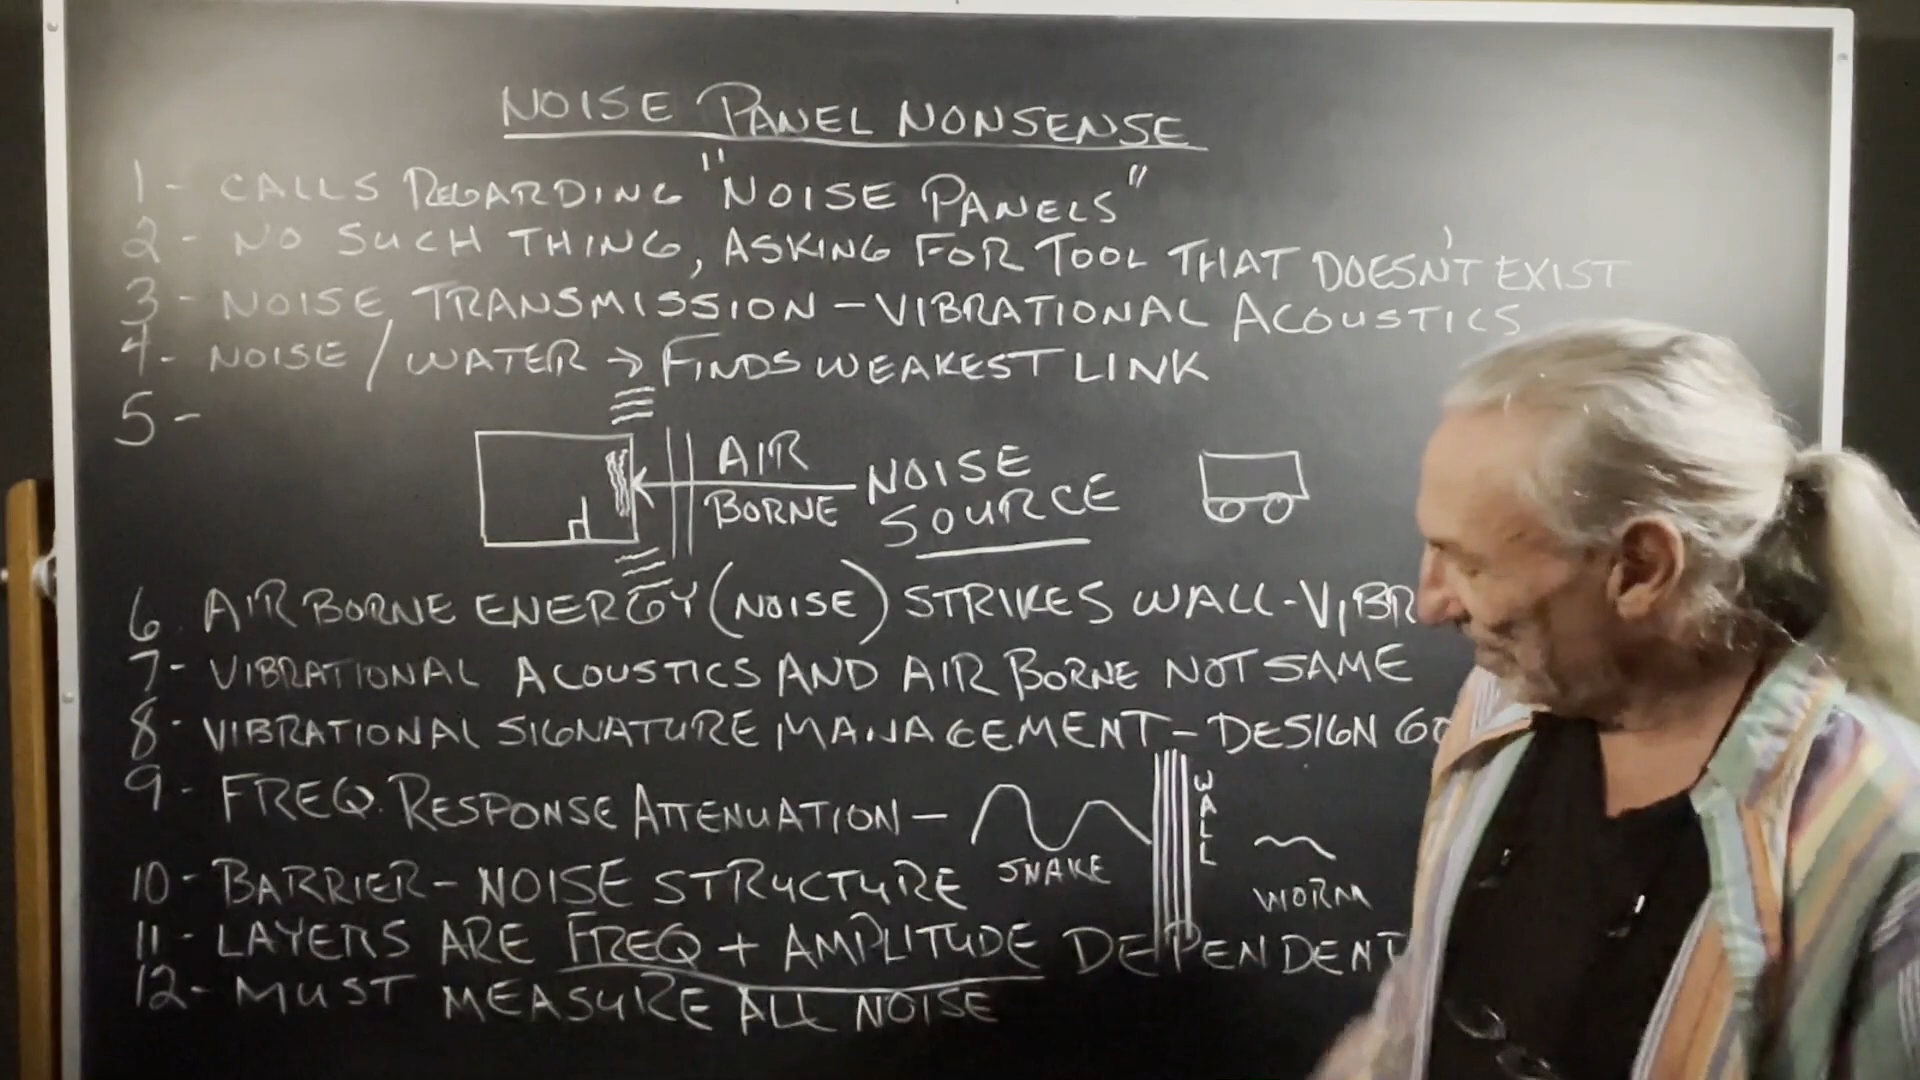 NOISE PANEL NONSENSE
1 - CALLS REGARDING "NOISE PANELS"
2 - NO SUCH THING, ASKING FOR TOOL THAT DOESN'T EXIST
3 - NOISE TRANSMISSION - VIBRATIONAL ACOUSTICS
4 - NOISE / WATER → FINDS WEAKEST LINK
5 -
AIR BORNE
NOISE SOURCE
6. AIR BORNE ENERGY (NOISE) STRIKES WALL - VIBR
7 - VIBRATIONAL ACOUSTICS AND AIR BORNE NOT SAME
8 - VIBRATIONAL SIGNATURE MANAGEMENT - DESIGN GO
9 - FREQ. RESPONSE ATTENUATION -
SNAKE
WALL
WORM
10 - BARRIER - NOISE STRUCTURE
11 - LAYERS ARE FREQ + AMPLITUDE DEPENDENT
12 - MUST MEASURE ALL NOISE